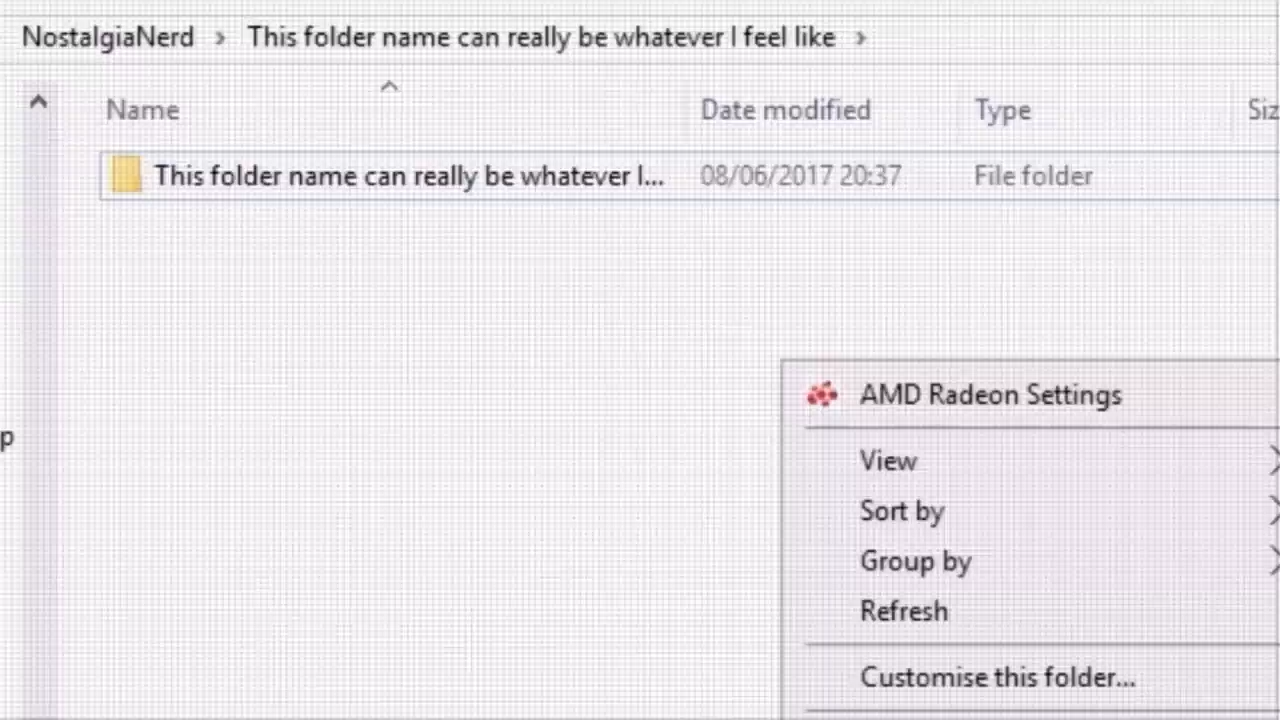 NostalgiaNerd › This folder name can really be whatever I feel like ›
Name Date modified Type Siz
This folder name can really be whatever I... 08/06/2017 20:37 File folder
AMD Radeon Settings
p
View
Sort by
Group by
Refresh
Customise this folder...